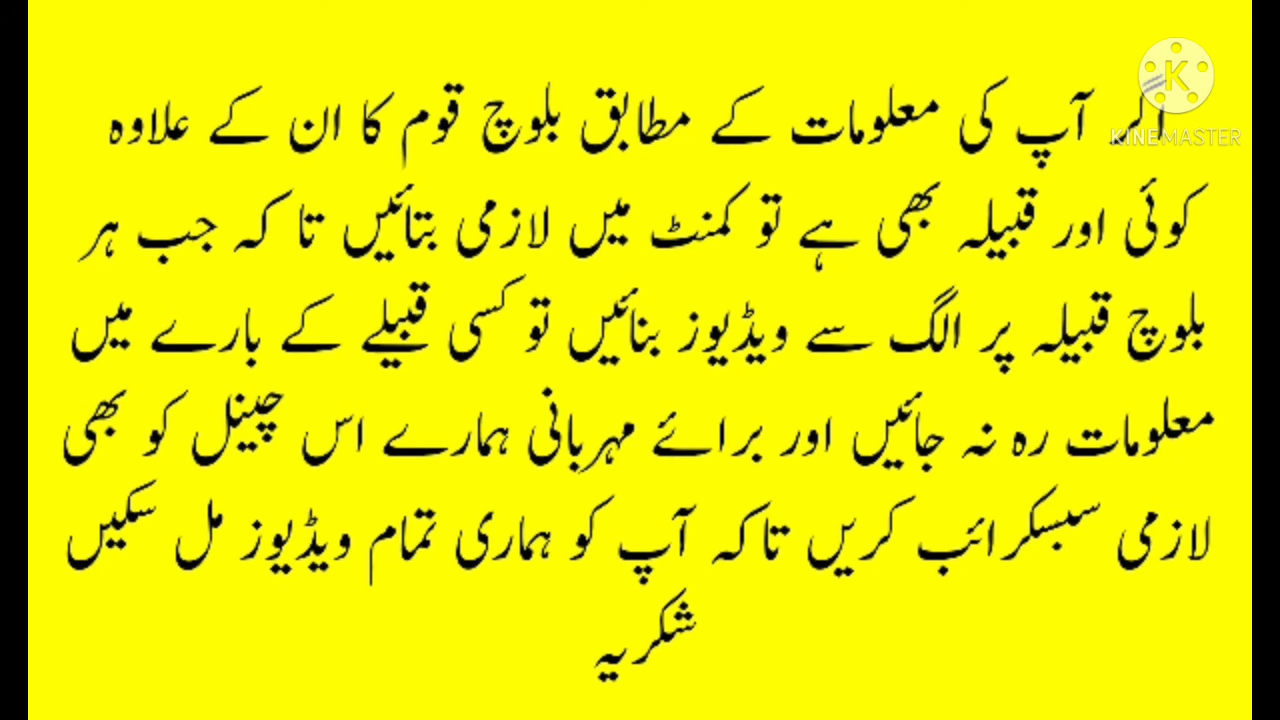 اگر آپ کی معلومات کے مطابق بلوچ قوم کا ان کے علاوہ
کوئی اور قبیلہ بھی ہے تو کمنٹ میں لازمی بتائیں تا کہ جب ہر
بلوچ قبیلہ پر الگ سے ویڈیوز بنائیں تو کسی قبیلے کے بارے میں
معلومات رہ نہ جائیں اور برائے مہربانی ہمارے اس چینل کو بھی
لازمی سبسکرائب کریں تاکہ آپ کو ہماری تمام ویڈیوز مل سکیں
شکریہ
K
KINEMASTER